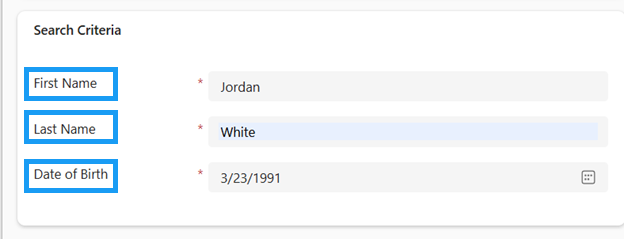 Search Criteria
First Name * Jordan
Last Name * White
Date of Birth * 3/23/1991